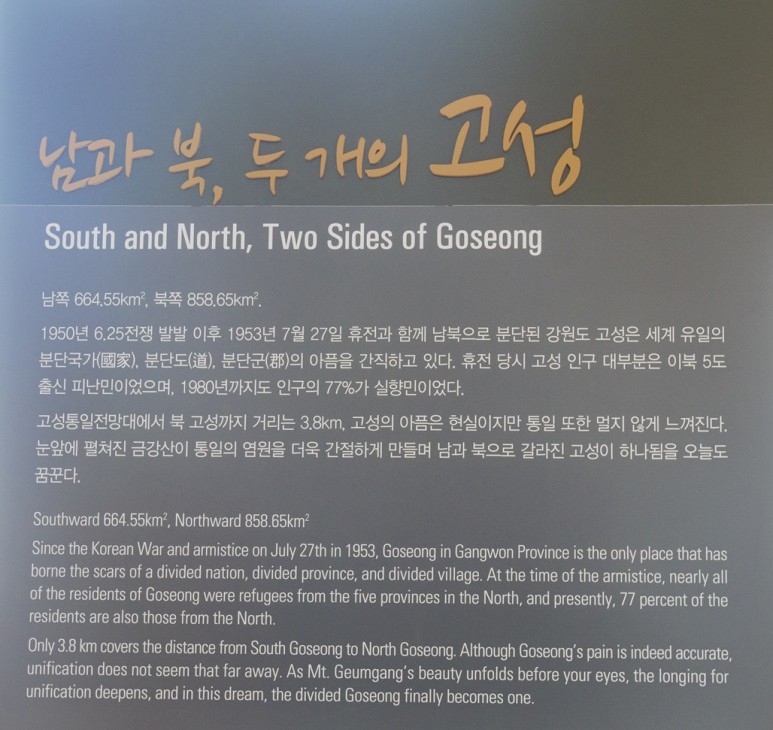 남과 북, 두 개의 고성
South and North, Two Sides of Goseong
남쪽 664.55km², 북쪽 858.65km².
1950년 6.25전쟁 발발 이후 1953년 7월 27일 휴전과 함께 남북으로 분단된 강원도 고성은 세계 유일의
분단국가(國家), 분단도(道), 분단군(郡)의 아픔을 간직하고 있다. 휴전 당시 고성 인구 대부분은 이북 5도
출신 피난민이었으며, 1980년까지도 인구의 77%가 실향민이었다.
고성통일전망대에서 북 고성까지 거리는 3.8km, 고성의 아픔은 현실이지만 통일 또한 멀지 않게 느껴진다.
눈앞에 펼쳐진 금강산이 통일의 염원을 더욱 간절하게 만들며 남과 북으로 갈라진 고성이 하나됨을 오늘도
꿈꾼다.
Southward 664.55km², Northward 858.65km²
Since the Korean War and armistice on July 27th in 1953, Goseong in Gangwon Province is the only place that has
borne the scars of a divided nation, divided province, and divided village. At the time of the armistice, nearly all
of the residents of Goseong were refugees from the five provinces in the North, and presently, 77 percent of the
residents are also those from the North.
Only 3.8 km covers the distance from South Goseong to North Goseong. Although Goseong's pain is indeed accurate,
unification does not seem that far away. As Mt. Geumgang's beauty unfolds before your eyes, the longing for
unification deepens, and in this dream, the divided Goseong finally becomes one.